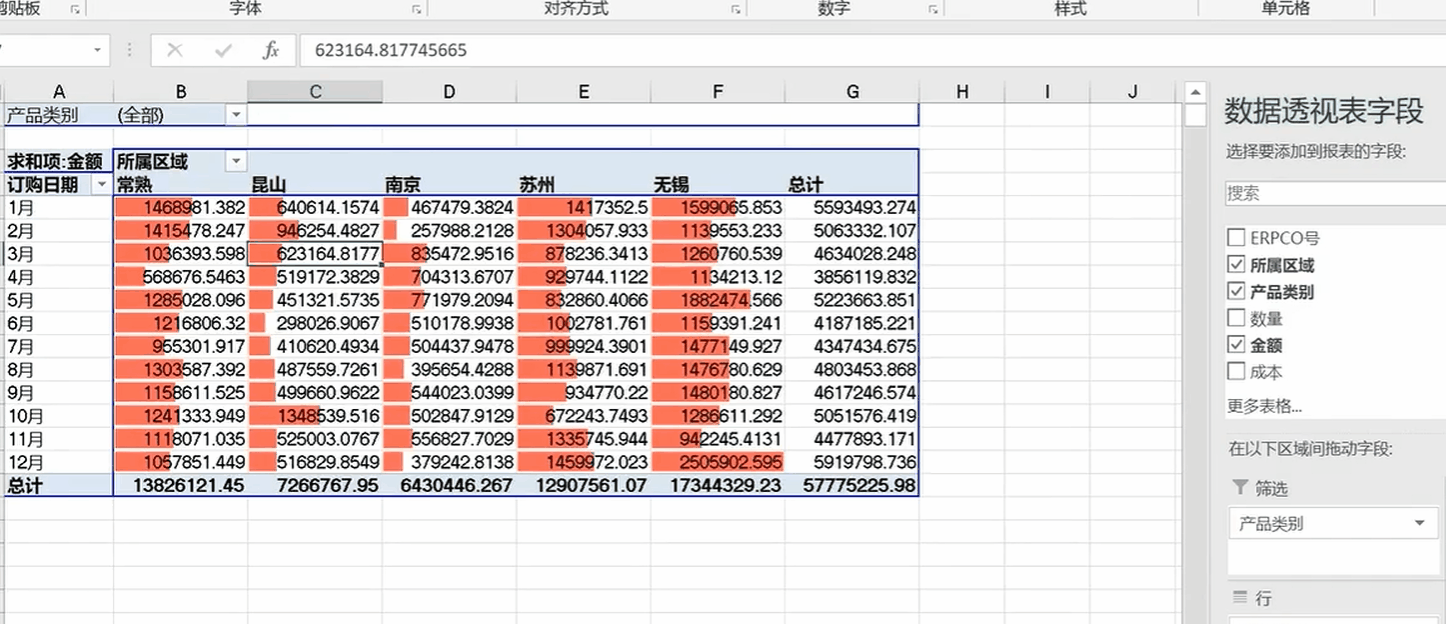 剪贴板 字体 对齐方式 数字 样式 单元格
fx 623164.817745665
A B C D E F G H I J
产品类别 (全部)
求和项:金额 所属区域
订购日期 常熟 昆山 南京 苏州 无锡 总计
1月 1468981.382 640614.1574 467479.3824 1417352.5 1599065.853 5593493.274
2月 1415478.247 946254.4827 257988.2128 1304057.933 1139553.233 5063332.107
3月 1036393.598 623164.8177 835472.9516 878236.3413 1260760.539 4634028.248
4月 568676.5463 519172.3829 704313.6707 929744.1122 1134213.12 3856119.832
5月 1285028.096 451321.5735 771979.2094 832860.4066 1882474.566 5223663.851
6月 1216806.32 298026.9067 510178.9938 1002781.761 1159391.241 4187185.221
7月 955301.917 410620.4934 504437.9478 999924.3901 1477149.927 4347434.675
8月 1303587.392 487559.7261 395654.4288 1139871.691 1476780.629 4803453.868
9月 1158611.525 499660.9622 544023.0399 934770.22 1480180.827 4617246.574
10月 1241333.949 1348539.516 502847.9129 672243.7493 1286611.292 5051576.419
11月 1118071.035 525003.0767 556827.7029 1335745.944 942245.4131 4477893.171
12月 1057851.449 516829.8549 379242.8138 1459972.023 2505902.595 5919798.736
总计 13826121.45 7266767.95 6430446.267 12907561.07 17344329.23 57775225.98
数据透视表字段
选择要添加到报表的字段:
搜索
ERPCO号
所属区域
产品类别
数量
金额
成本
更多表格...
在以下区域间拖动字段:
筛选
产品类别
行